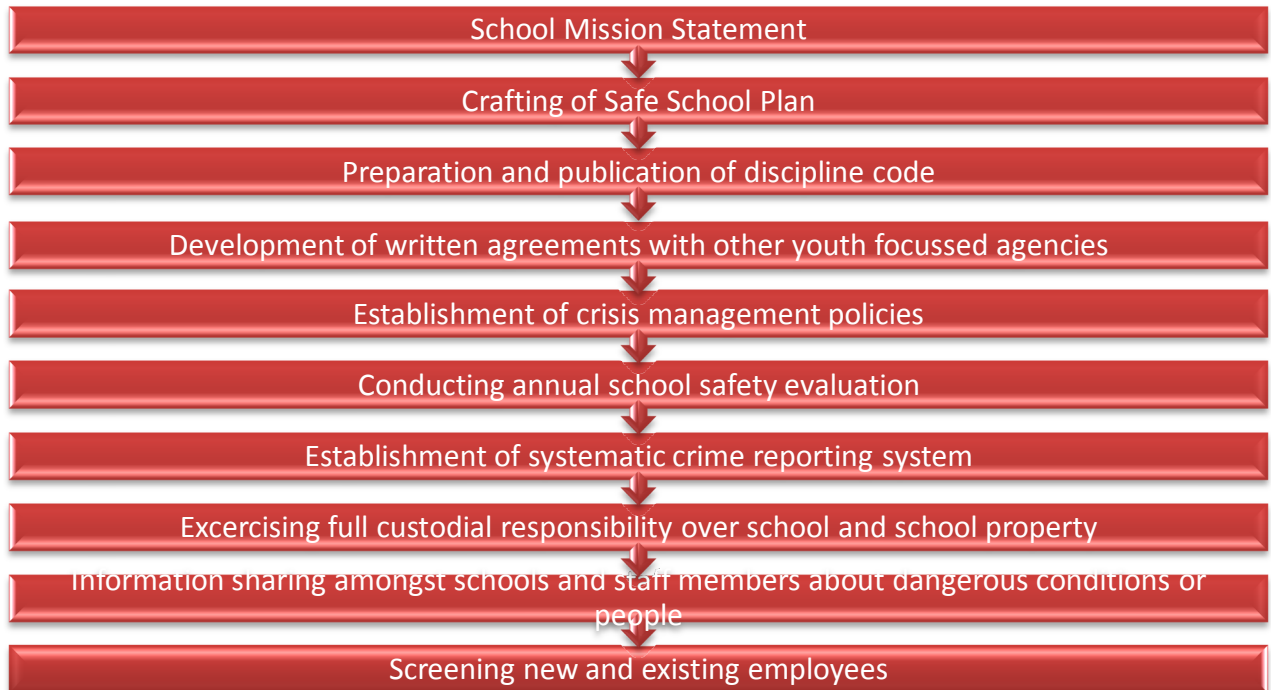 School Mission Statement
Crafting of Safe School Plan
Preparation and publication of discipline code
Development of written agreements with other youth focussed agencies
Establishment of crisis management policies
Conducting annual school safety evaluation
Establishment of systematic crime reporting system
Excercising full custodial responsibility over school and school property
Information sharing amongst schools and staff members about dangerous conditions or
people
Screening new and existing employees